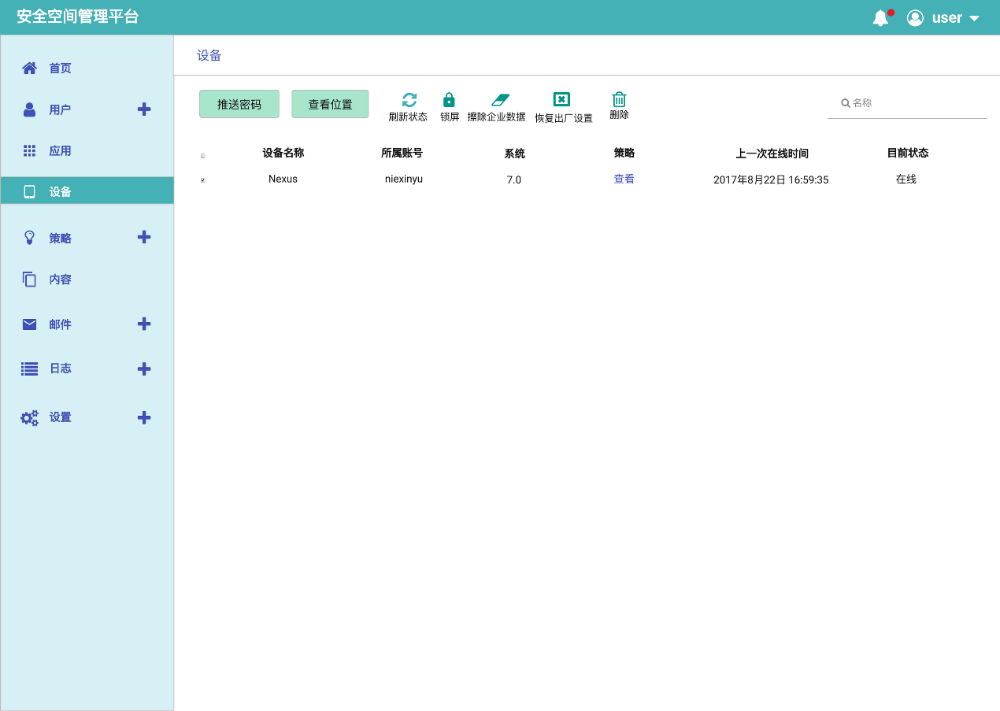 安全空间管理平台
user
首页
用户
应用
设备
策略
内容
邮件
日志
设置
设备
推送密码
查看位置
刷新状态
锁屏
擦除企业数据
恢复出厂设置
删除
名称
设备名称 所属账号 系统 策略 上一次在线时间 目前状态
Nexus niexinyu 7.0 查看 2017年8月22日 16:59:35 在线